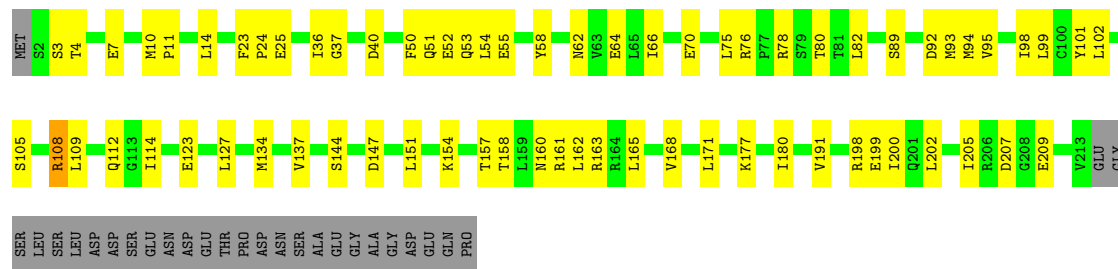 MET S2 S3 T4 E7 M10 P11 L14 F23 P24 E25 I36 G37 D40 F50 Q51 E52 Q53 L54 E55 Y58 N62 V63 E64 L65 I66 E70 L75 R76 P77 R78 S79 T80 T81 L82 S89 D92 M93 M94 V95 I98 L99 C100 Y101 L102
S105 R108 L109 Q112 G113 I114 E123 L127 M134 V137 S144 D147 L151 K154 T157 T158 L159 N160 R161 L162 R163 R164 L165 V168 L171 K177 I180 V191 R198 E199 I200 Q201 L202 I205 R206 D207 G208 E209 V213 GLU GLY
SER LEU SER LEU ASP ASP SER GLU ASN ASP GLU THR PRO ASP ASN SER ALA GLU GLY ALA GLY ASP GLU GLN PRO